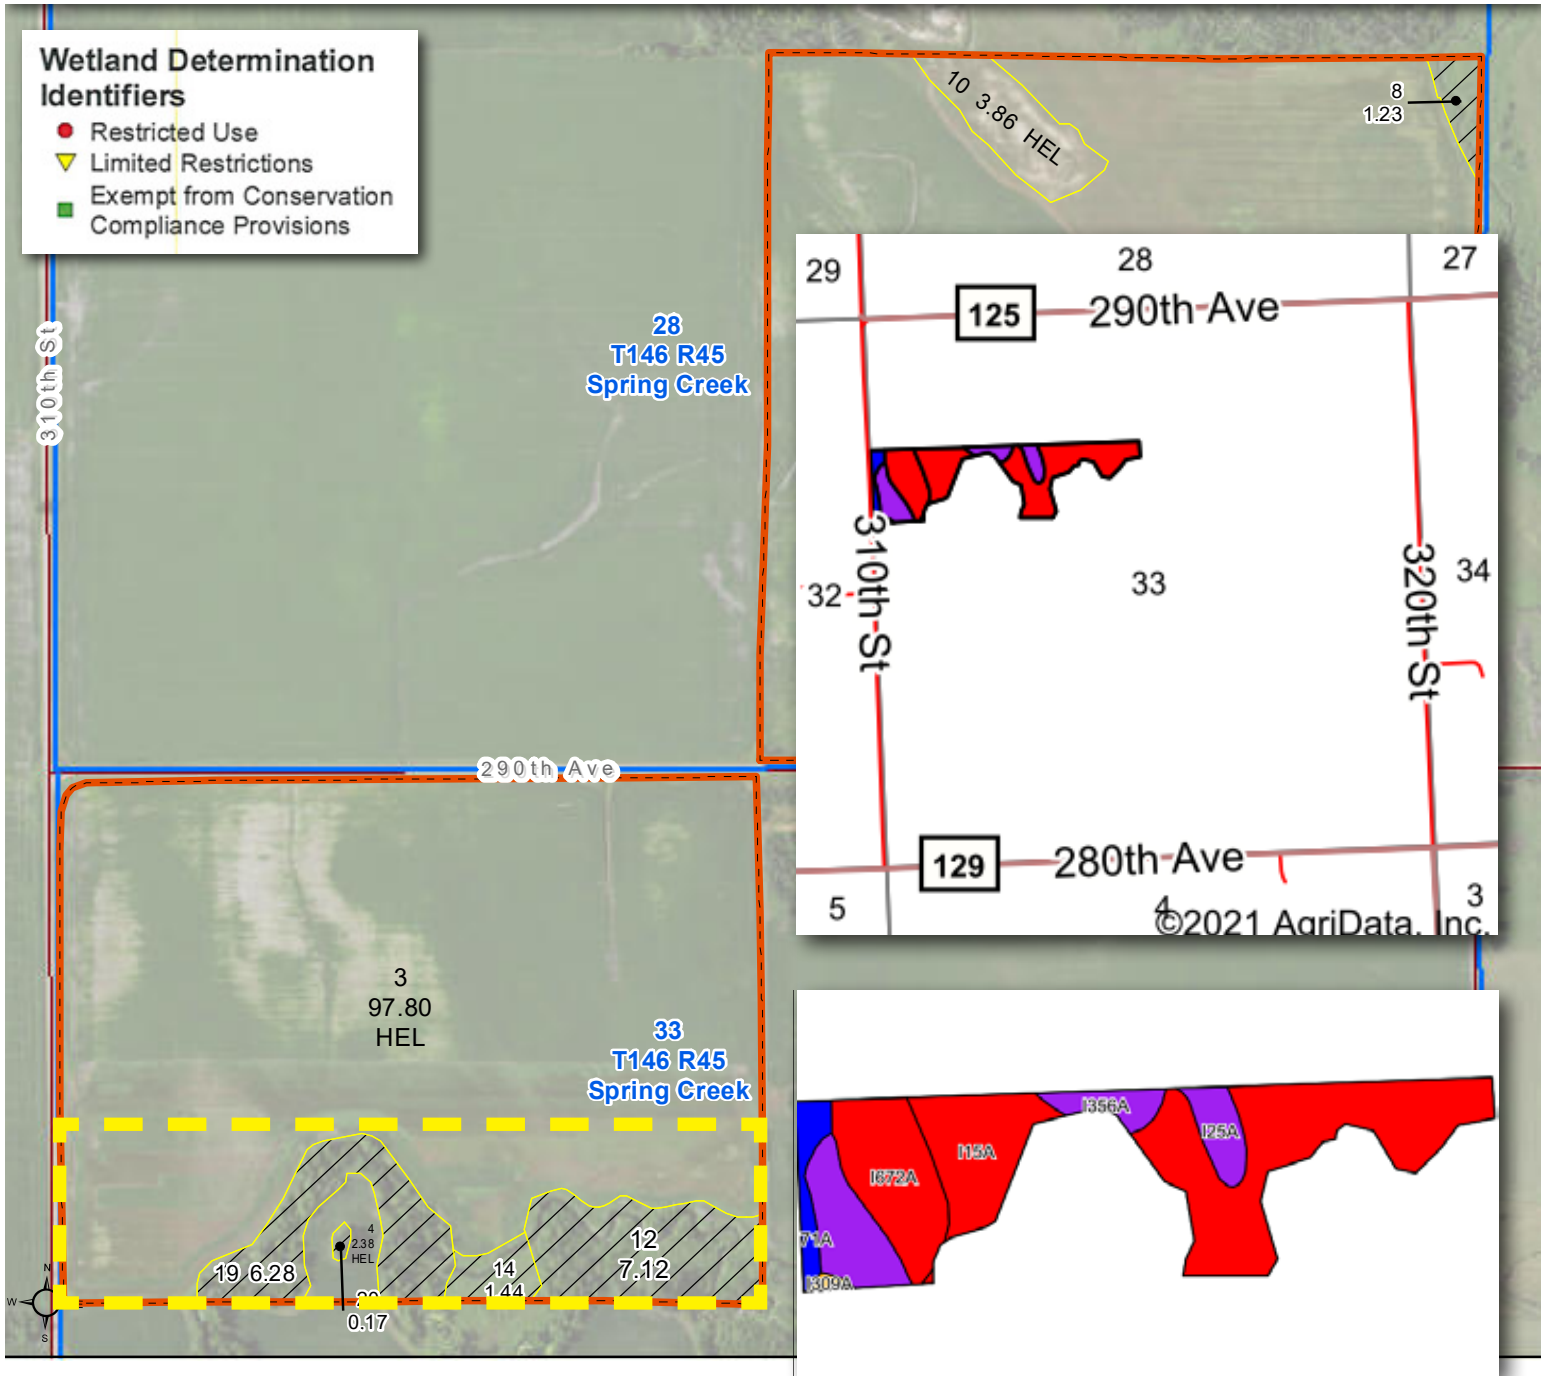 Wetland Determination
Identifiers
Restricted Use
Limited Restrictions
Exempt from Conservation
Compliance Provisions
10 3.86 HEL
8
1.23
310th St
28
T146 R45
Spring Creek
290th Ave
3
97.80
HEL
33
T146 R45
Spring Creek
4
2.38
HEL
19 6.28
20
0.17
14
1.44
12
7.12
N
W
S
29
28
27
125
290th Ave
310th St
32
33
320th St
34
129
280th Ave
5
4
3
©2021 AgriData, Inc.
I356A
I25A
I15A
I672A
71A
I309A